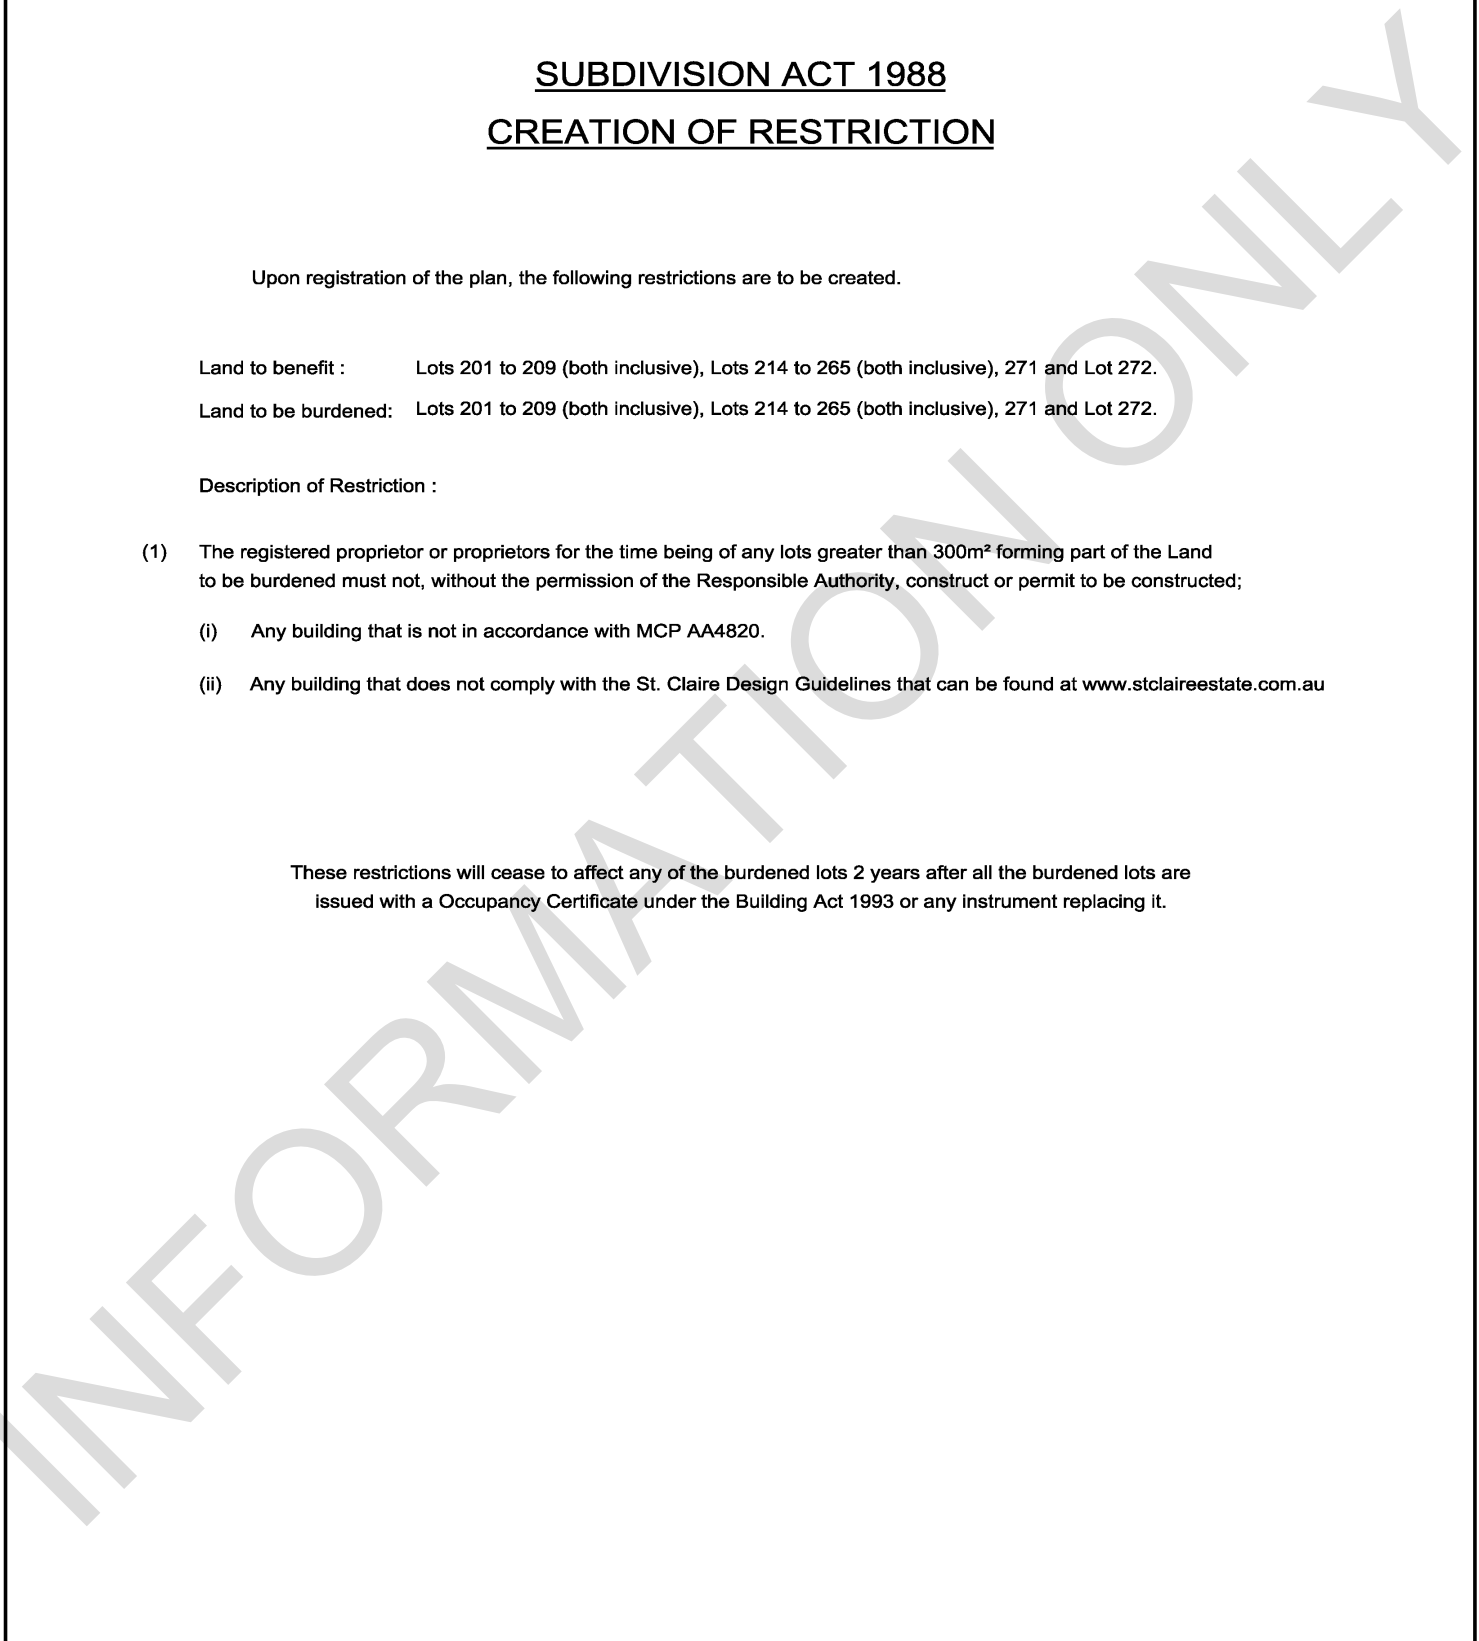 SUBDIVISION ACT 1988
CREATION OF RESTRICTION
Upon registration of the plan, the following restrictions are to be created.
Land to benefit : Lots 201 to 209 (both inclusive), Lots 214 to 265 (both inclusive), 271 and Lot 272.
Land to be burdened: Lots 201 to 209 (both inclusive), Lots 214 to 265 (both inclusive), 271 and Lot 272.
Description of Restriction :
(1) The registered proprietor or proprietors for the time being of any lots greater than 300m² forming part of the Land
to be burdened must not, without the permission of the Responsible Authority, construct or permit to be constructed;
(i) Any building that is not in accordance with MCP AA4820.
(ii) Any building that does not comply with the St. Claire Design Guidelines that can be found at www.stclaireestate.com.au
These restrictions will cease to affect any of the burdened lots 2 years after all the burdened lots are
issued with a Occupancy Certificate under the Building Act 1993 or any instrument replacing it.
INFORMATION ONLY